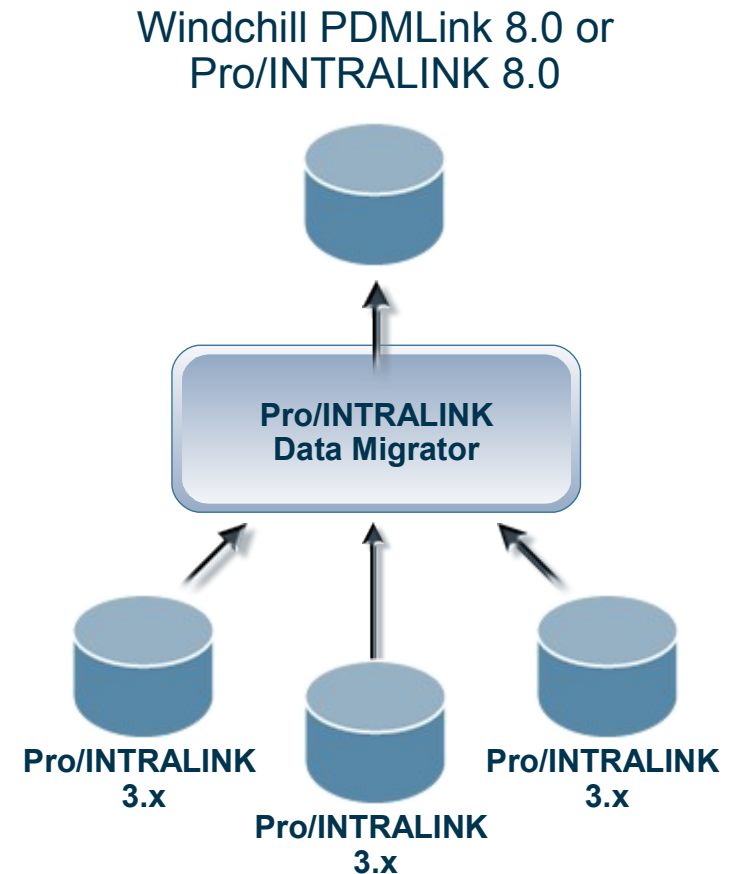 Windchill PDMLink 8.0 or
Pro/INTRALINK 8.0
Pro/INTRALINK
Data Migrator
Pro/INTRALINK
3.x
Pro/INTRALINK
3.x
Pro/INTRALINK
3.x